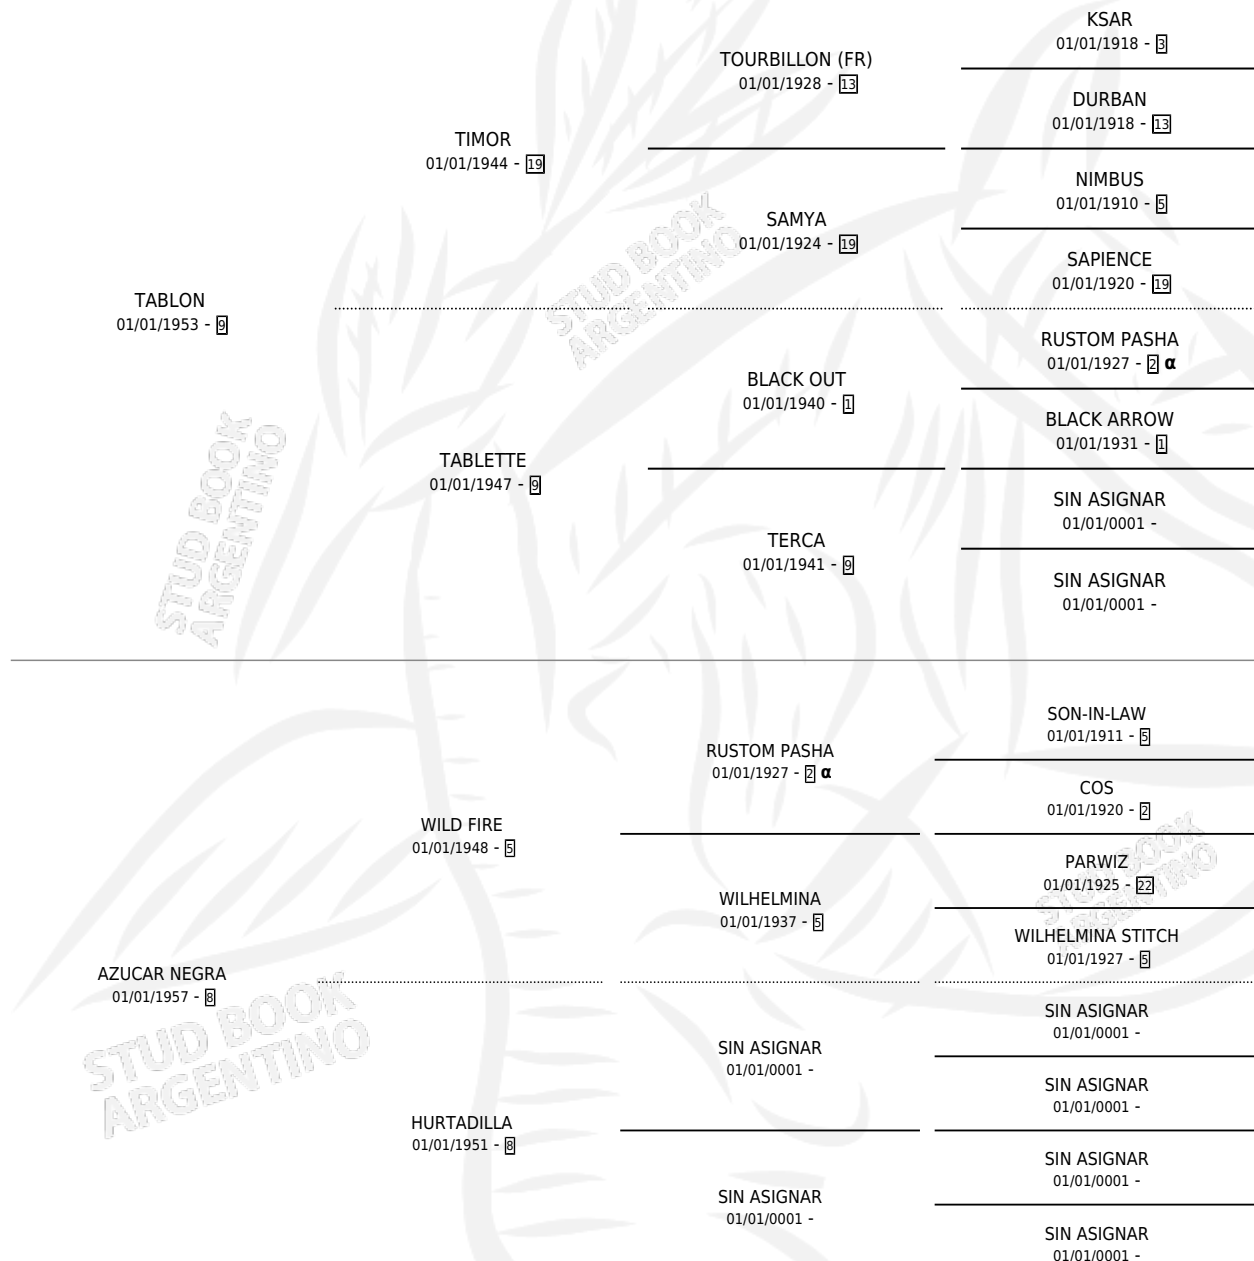 KSAR
01/01/1918 - 3
TOURBILLON (FR)
01/01/1928 - 13
DURBAN
01/01/1918 - 13
TIMOR
01/01/1944 - 19
NIMBUS
01/01/1910 - 5
SAMYA
01/01/1924 - 19
SAPIENCE
01/01/1920 - 19
TABLON
01/01/1953 - 9
RUSTOM PASHA
01/01/1927 - 2 α
BLACK OUT
01/01/1940 - 1
BLACK ARROW
01/01/1931 - 1
TABLETTE
01/01/1947 - 9
SIN ASIGNAR
01/01/0001 -
TERCA
01/01/1941 - 9
SIN ASIGNAR
01/01/0001 -
SON-IN-LAW
01/01/1911 - 5
RUSTOM PASHA
01/01/1927 - 2 α
COS
01/01/1920 - 2
WILD FIRE
01/01/1948 - 5
PARWIZ
01/01/1925 - 22
WILHELMINA
01/01/1937 - 5
WILHELMINA STITCH
01/01/1927 - 5
AZUCAR NEGRA
01/01/1957 - 8
SIN ASIGNAR
01/01/0001 -
SIN ASIGNAR
01/01/0001 -
SIN ASIGNAR
01/01/0001 -
HURTADILLA
01/01/1951 - 8
SIN ASIGNAR
01/01/0001 -
SIN ASIGNAR
01/01/0001 -
SIN ASIGNAR
01/01/0001 -
STUD BOOK
ARGENTINO
STUD BOOK
ARGENTINO
STUD BOOK
ARGENTINO
STUD BOOK
ARGENTINO